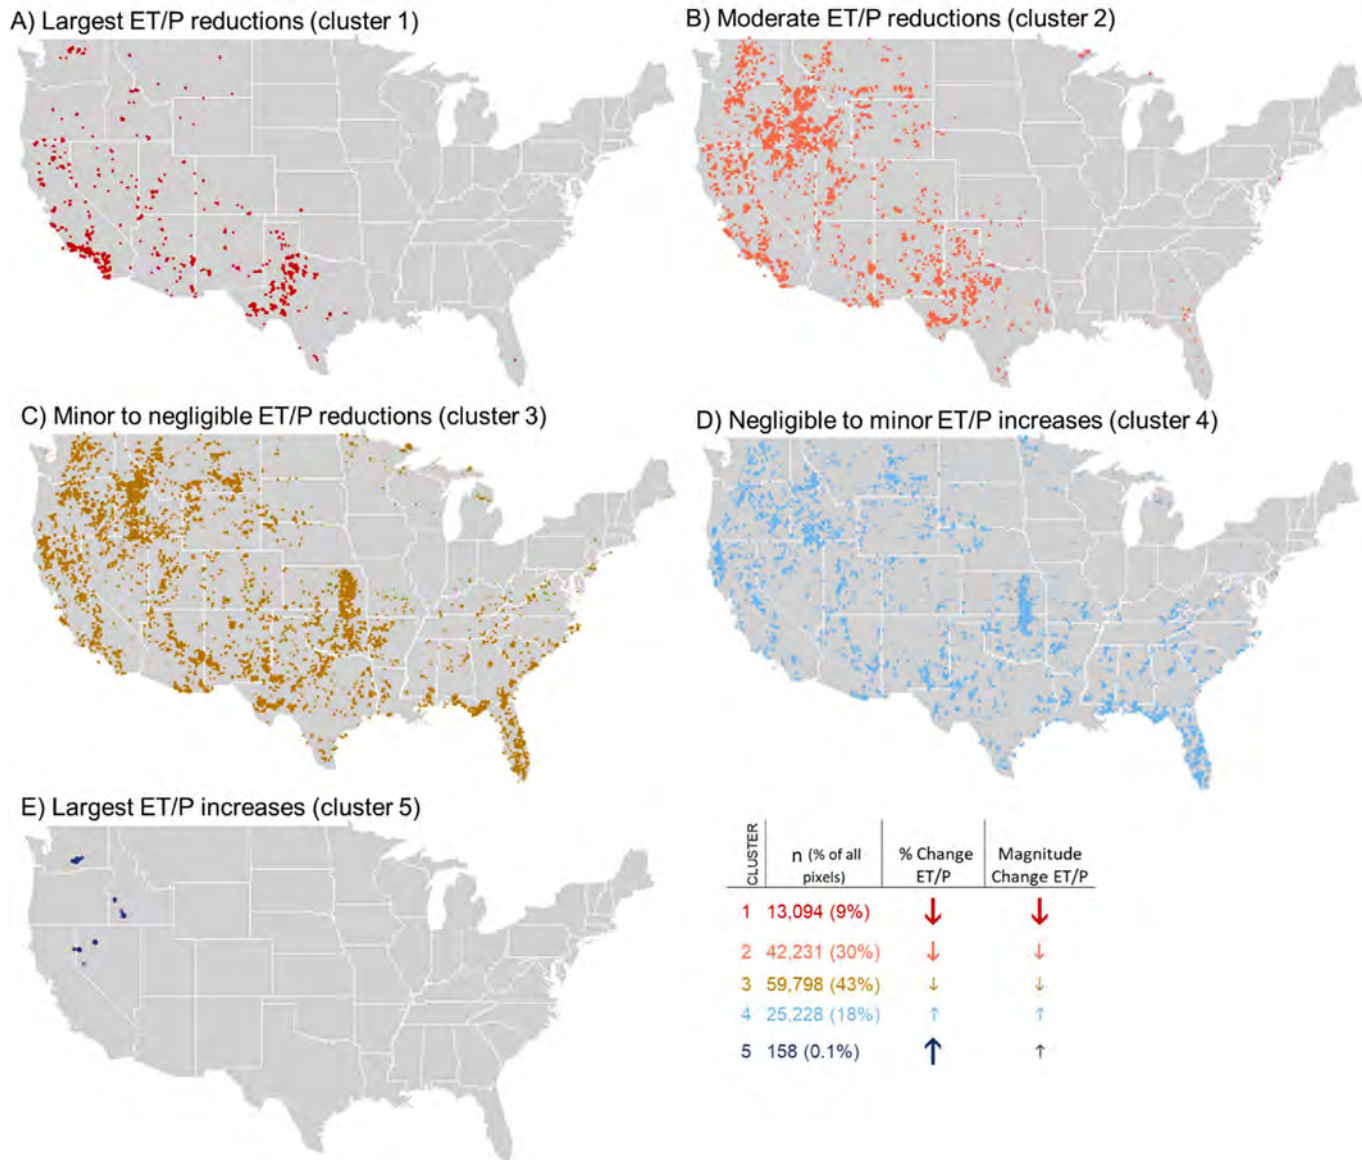 A) Largest ET/P reductions (cluster 1)
B) Moderate ET/P reductions (cluster 2)
C) Minor to negligible ET/P reductions (cluster 3)
D) Negligible to minor ET/P increases (cluster 4)
E) Largest ET/P increases (cluster 5)
CLUSTER
n (% of all pixels)
% Change ET/P
Magnitude Change ET/P
1 13,094 (9%) ↓ ↓
2 42,231 (30%) ↓ ↓
3 59,798 (43%) ↓ ↓
4 25,228 (18%) ↑ ↑
5 158 (0.1%) ↑ ↑